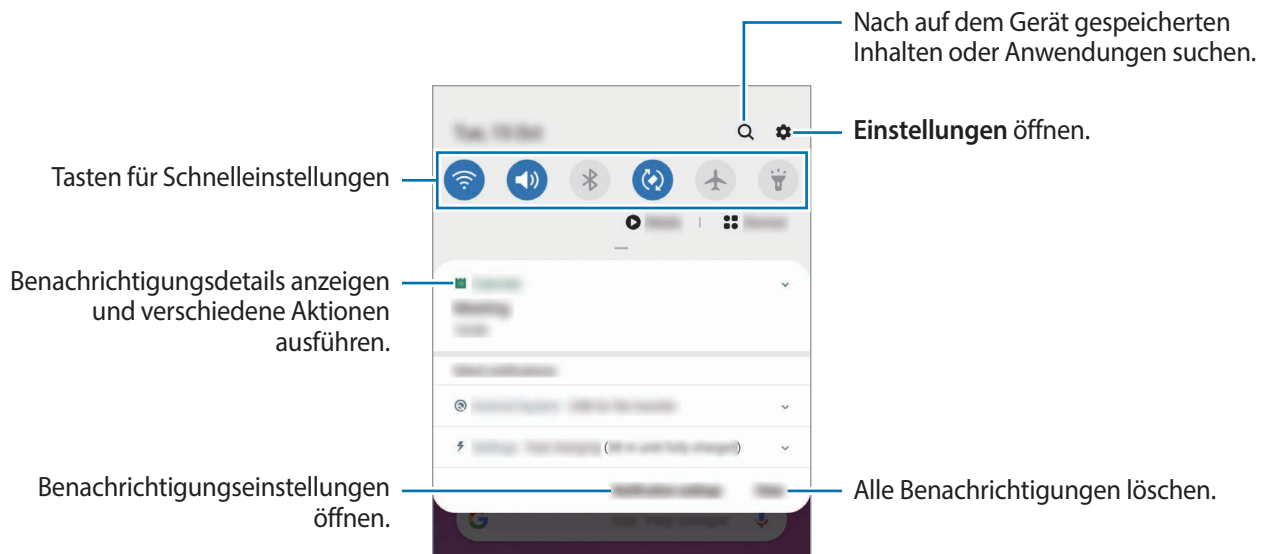 Nach auf dem Gerät gespeicherten
Inhalten oder Anwendungen suchen.
Einstellungen öffnen.
Tasten für Schnelleinstellungen
Benachrichtigungsdetails anzeigen
und verschiedene Aktionen
ausführen.
Benachrichtigungseinstellungen
öffnen.
Alle Benachrichtigungen löschen.